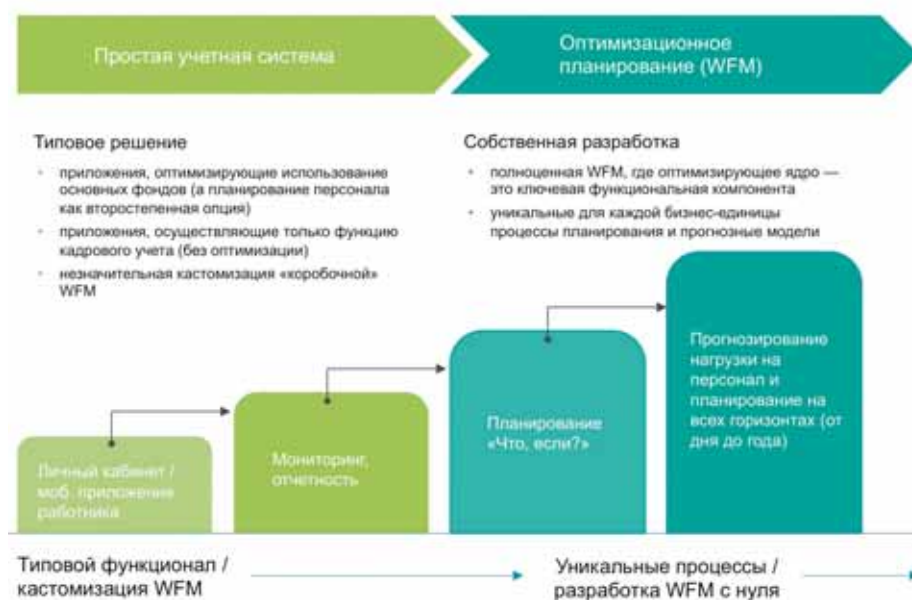 Простая учетная система
Оптимизационное
планирование (WFM)
Типовое решение
• приложения, оптимизирующие использование
основных фондов (а планирование персонала
как второстепенная опция)
• приложения, осуществляющие только функцию
кадрового учета (без оптимизации)
• незначительная кастомизация «коробочной»
WFM
Собственная разработка
• полноценная WFM, где оптимизирующее ядро —
это ключевая функциональная компонента
• уникальные для каждой бизнес-единицы
процессы планирования и прогнозные модели
Личный кабинет /
моб. приложение
работника
Мониторинг,
отчетность
Планирование
«Что, если?»
Прогнозирование
нагрузки на
персонал и
планирование на
всех горизонтах (от
дня до года)
Типовой функционал /
кастомизация WFM
Уникальные процессы /
разработка WFM с нуля